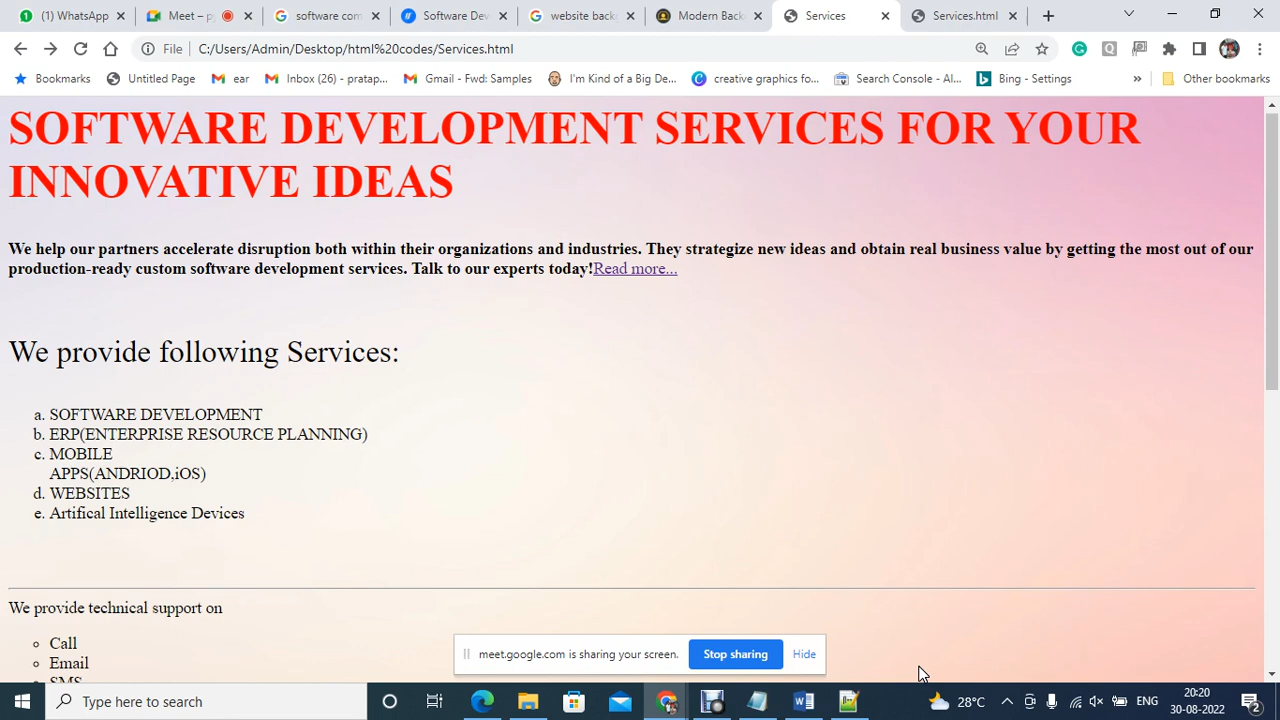 (1) WhatsApp
Meet – p
software com
Software Dev
website back
Modern Back
Services
Services.html
File
C:/Users/Admin/Desktop/html%20codes/Services.html
Bookmarks
Untitled Page
ear
Inbox (26) - pratap...
Gmail - Fwd: Samples
I'm Kind of a Big De...
creative graphics fo...
Search Console - Al...
Bing - Settings
»
Other bookmarks
SOFTWARE DEVELOPMENT SERVICES FOR YOUR
INNOVATIVE IDEAS
We help our partners accelerate disruption both within their organizations and industries. They strategize new ideas and obtain real business value by getting the most out of our
production-ready custom software development services. Talk to our experts today!Read more...
We provide following Services:
a. SOFTWARE DEVELOPMENT
b. ERP(ENTERPRISE RESOURCE PLANNING)
c. MOBILE
APPS(ANDRIOD,iOS)
d. WEBSITES
e. Artifical Intelligence Devices
We provide technical support on
Call
Email
SMS
meet.google.com is sharing your screen.
Stop sharing
Hide
Type here to search
28°C
ENG
20:20
30-08-2022
2